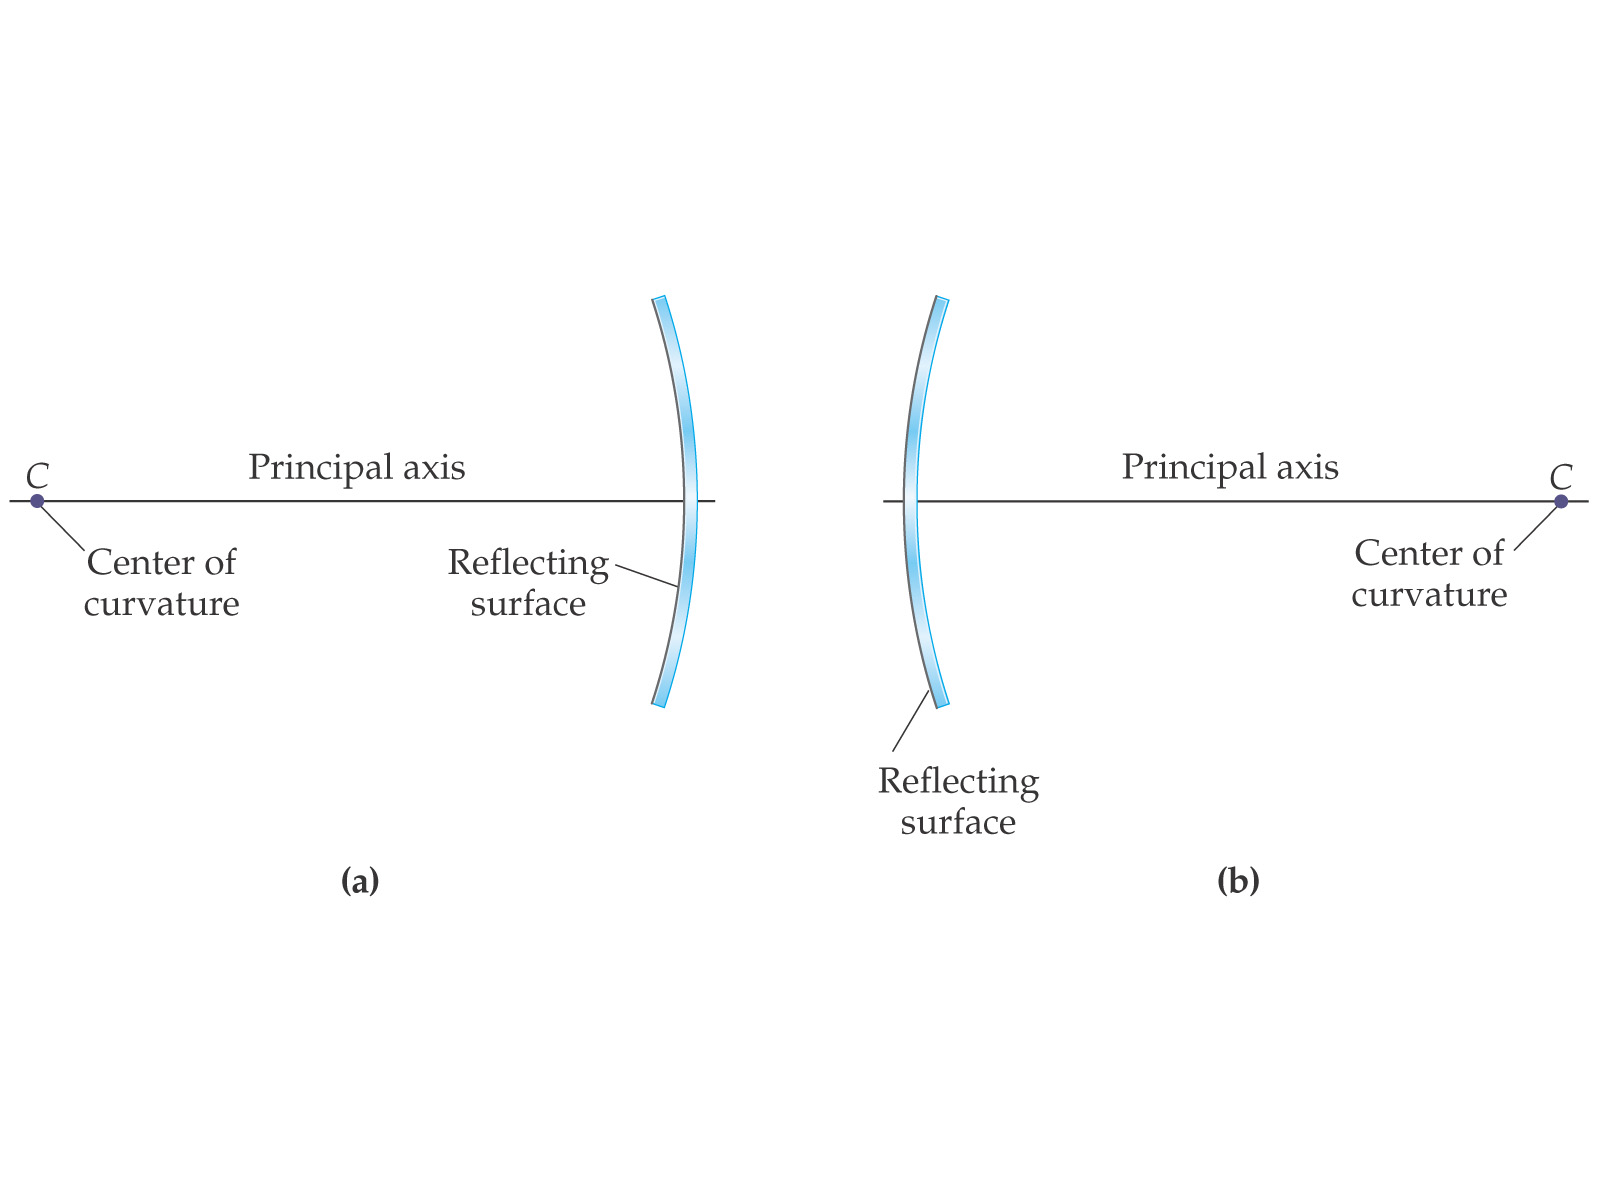 C
Principal axis
Center of
curvature
Reflecting
surface
(a)
C
Principal axis
Center of
curvature
Reflecting
surface
(b)